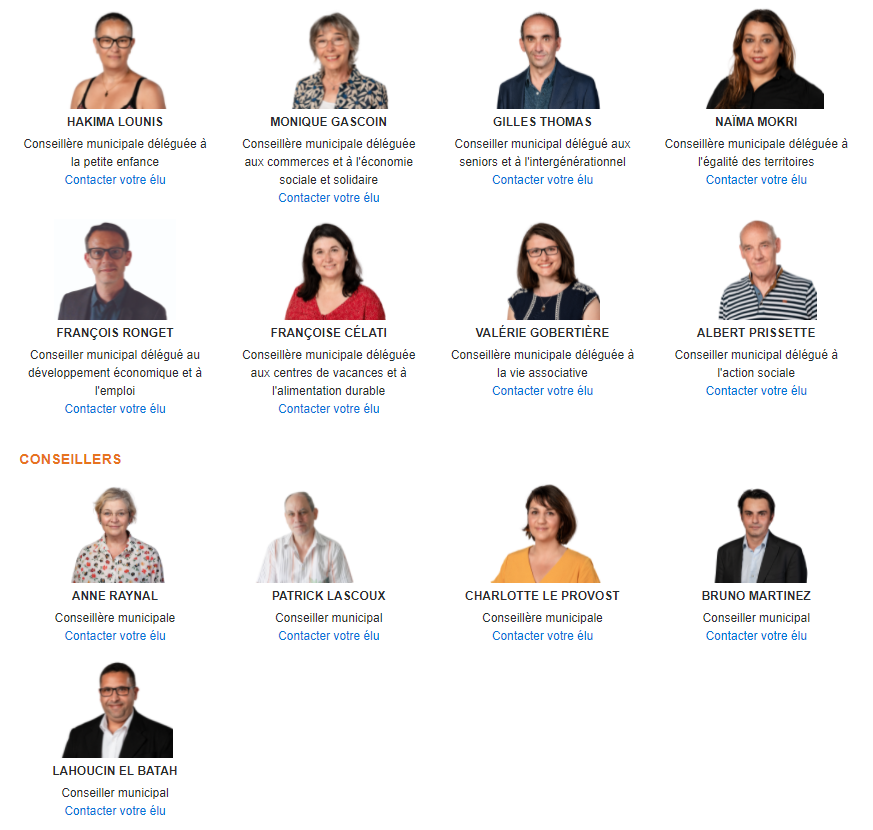 HAKIMA LOUNIS
Conseillère municipale déléguée à
la petite enfance
Contacter votre élu
MONIQUE GASCOIN
Conseillère municipale déléguée
aux commerces et à l'économie
sociale et solidaire
Contacter votre élu
GILLES THOMAS
Conseiller municipal délégué aux
seniors et à l'intergénérationnel
Contacter votre élu
NAÏMA MOKRI
Conseillère municipale déléguée à
l'égalité des territoires
Contacter votre élu
FRANÇOIS RONGET
Conseiller municipal délégué au
développement économique et à
l'emploi
Contacter votre élu
FRANÇOISE CÉLATI
Conseillère municipale déléguée
aux centres de vacances et à
l'alimentation durable
Contacter votre élu
VALÉRIE GOBERTIÈRE
Conseillère municipale déléguée à
la vie associative
Contacter votre élu
ALBERT PRISSETTE
Conseiller municipal délégué à
l'action sociale
Contacter votre élu
CONSEILLERS
ANNE RAYNAL
Conseillère municipale
Contacter votre élu
PATRICK LASCOUX
Conseiller municipal
Contacter votre élu
CHARLOTTE LE PROVOST
Conseillère municipale
Contacter votre élu
BRUNO MARTINEZ
Conseiller municipal
Contacter votre élu
LAHOUCIN EL BATAH
Conseiller municipal
Contacter votre élu